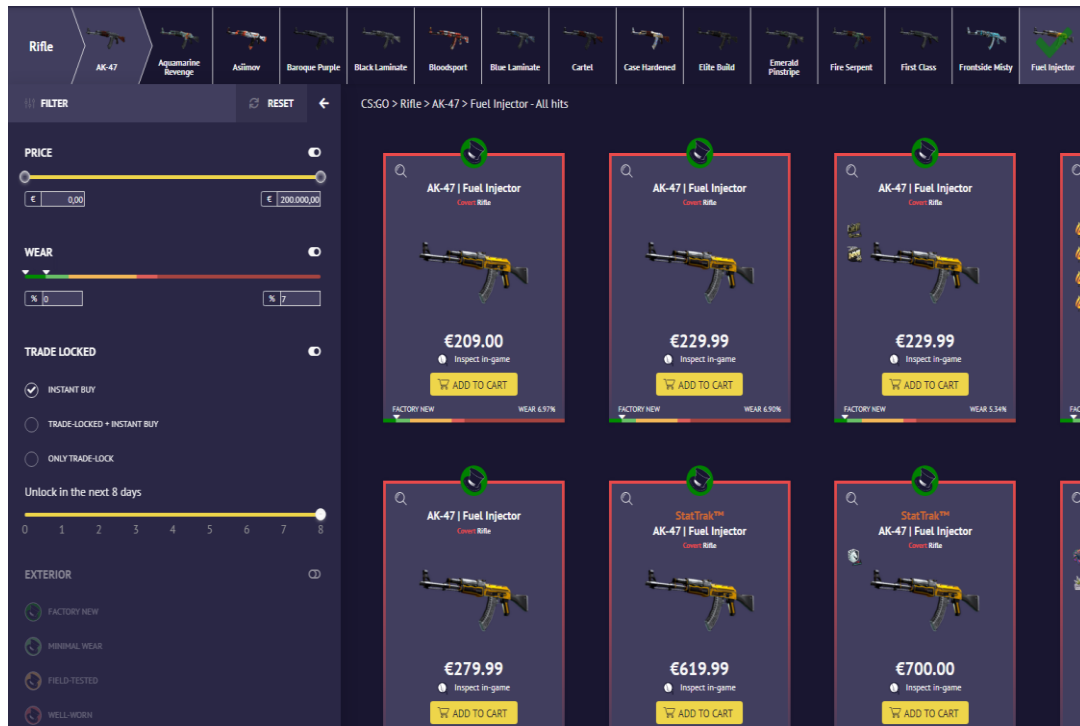 Rifle
AK-47
Aquamarine Revenge
Asiimov
Baroque Purple
Black Laminate
Bloodsport
Blue Laminate
Cartel
Case Hardened
Elite Build
Emerald Pinstripe
Fire Serpent
First Class
Frontside Misty
Fuel Injector
FILTER
RESET
CS:GO > Rifle > AK-47 > Fuel Injector - All hits
PRICE
€ 0,00
€ 200.000,00
WEAR
% 0
% 7
TRADE LOCKED
INSTANT BUY
TRADE-LOCKED + INSTANT BUY
ONLY TRADE-LOCK
Unlock in the next 8 days
0 1 2 3 4 5 6 7 8
EXTERIOR
FACTORY NEW
MINIMAL WEAR
FIELD-TESTED
WELL-WORN
AK-47 | Fuel Injector
Covert Rifle
€209.00
Inspect in-game
ADD TO CART
FACTORY NEW WEAR 6.97%
AK-47 | Fuel Injector
Covert Rifle
€229.99
Inspect in-game
ADD TO CART
FACTORY NEW WEAR 6.90%
AK-47 | Fuel Injector
Covert Rifle
€229.99
Inspect in-game
ADD TO CART
FACTORY NEW WEAR 5.34%
FAC
AK-47 | Fuel Injector
Covert Rifle
€279.99
Inspect in-game
ADD TO CART
StatTrak™
AK-47 | Fuel Injector
Covert Rifle
€619.99
Inspect in-game
ADD TO CART
StatTrak™
AK-47 | Fuel Injector
Covert Rifle
€700.00
Inspect in-game
ADD TO CART